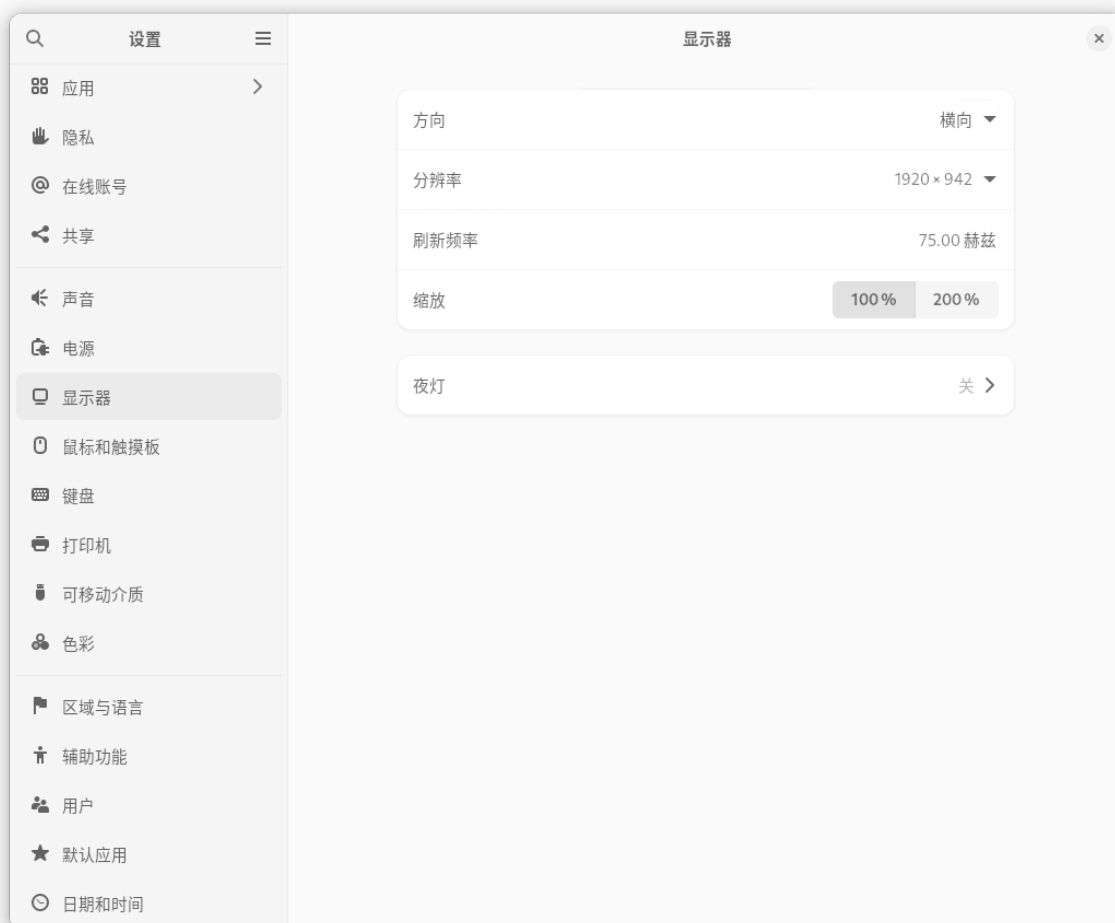 设置
显示器
应用
隐私
在线账号
共享
声音
电源
显示器
鼠标和触摸板
键盘
打印机
可移动介质
色彩
区域与语言
辅助功能
用户
默认应用
日期和时间
方向 横向
分辨率 1920 × 942
刷新频率 75.00 赫兹
缩放 100 % 200 %
夜灯 关